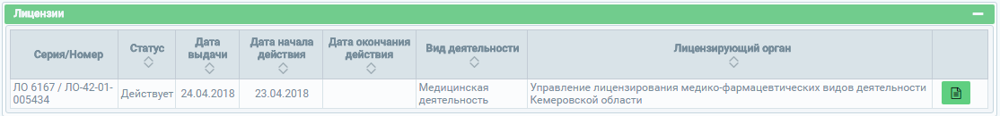 Лицензии
Серия/Номер
Статус
Дата
выдачи
Дата начала
действия
Дата окончания
действия
Вид деятельности
Лицензирующий орган
ЛО 6167 / ЛО-42-01-
005434
Действует
24.04.2018
23.04.2018
Медицинская
деятельность
Управление лицензирования медико-фармацевтических видов деятельности
Кемеровской области